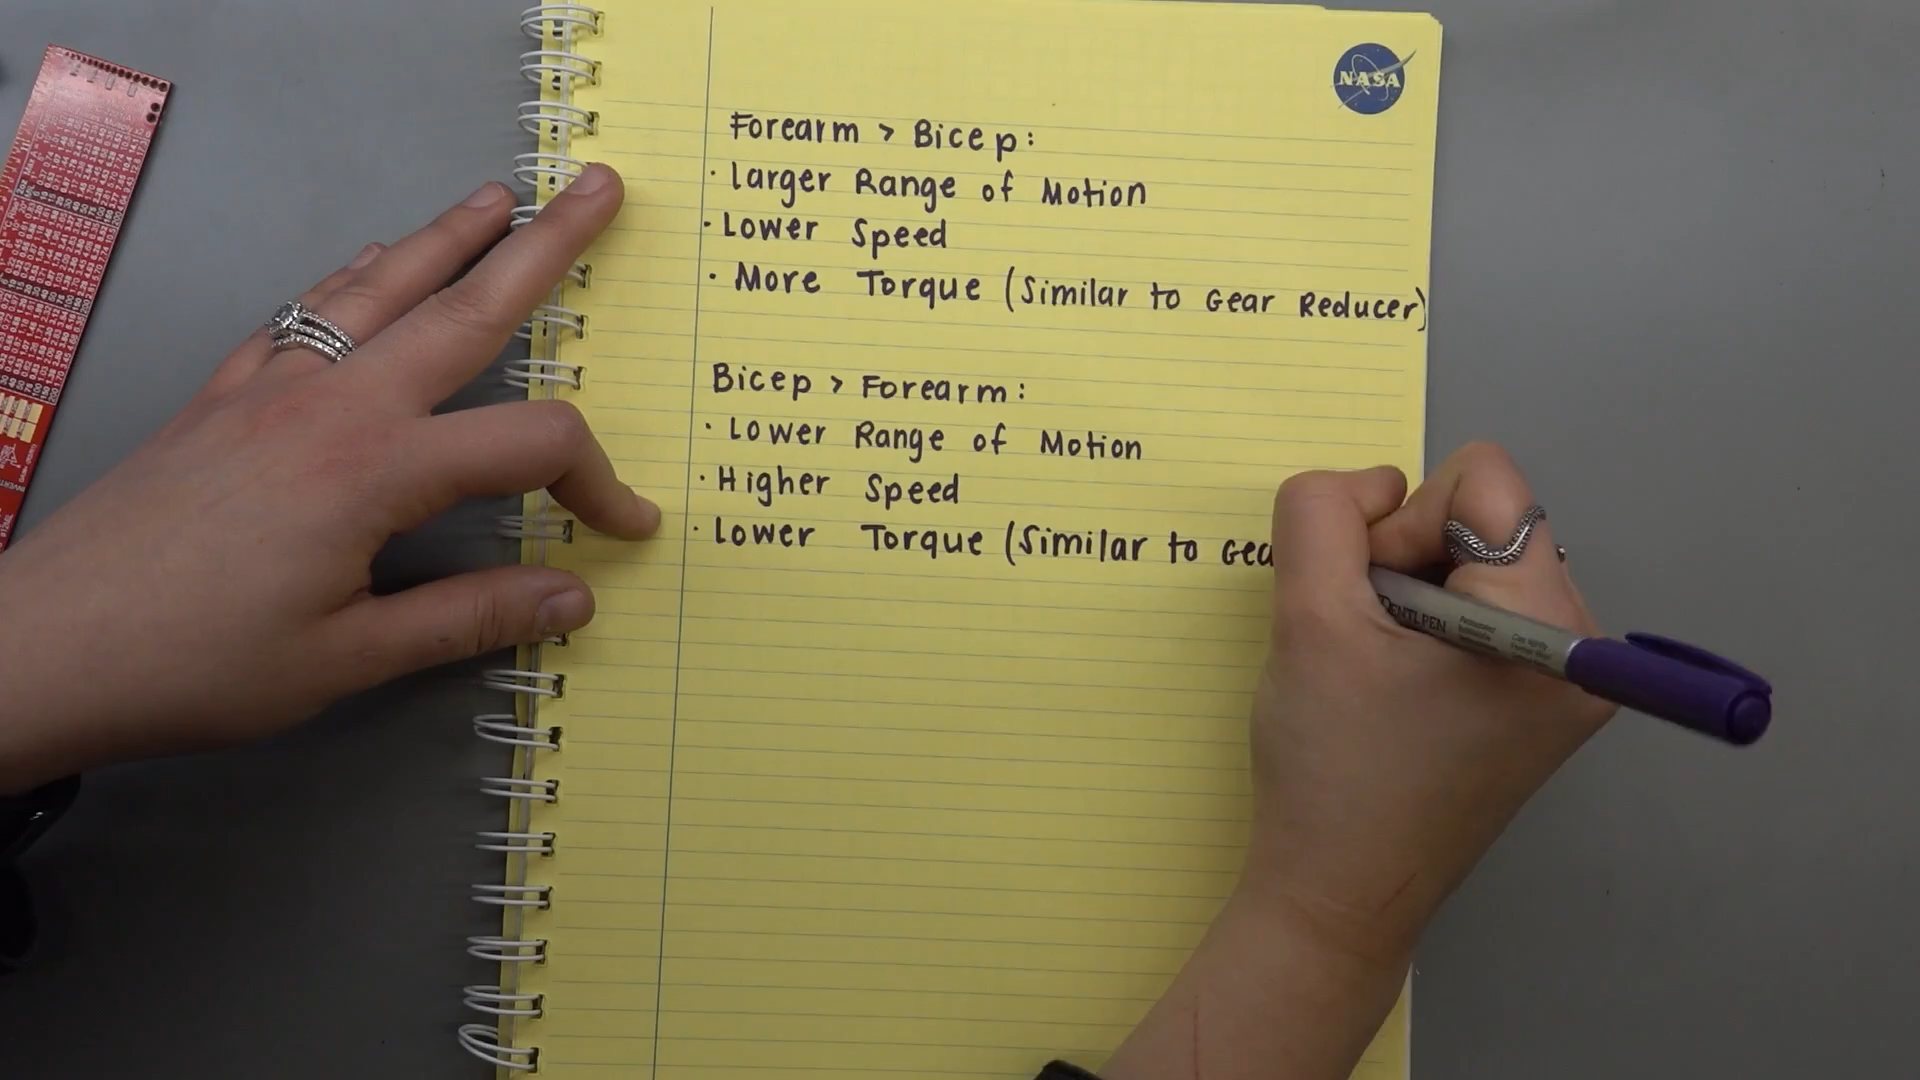 NASA
Forearm > Bicep:
· Larger Range of Motion
· Lower Speed
· More Torque (Similar to Gear Reducer)
Bicep > Forearm:
· Lower Range of Motion
· Higher Speed
· Lower Torque (Similar to Gea